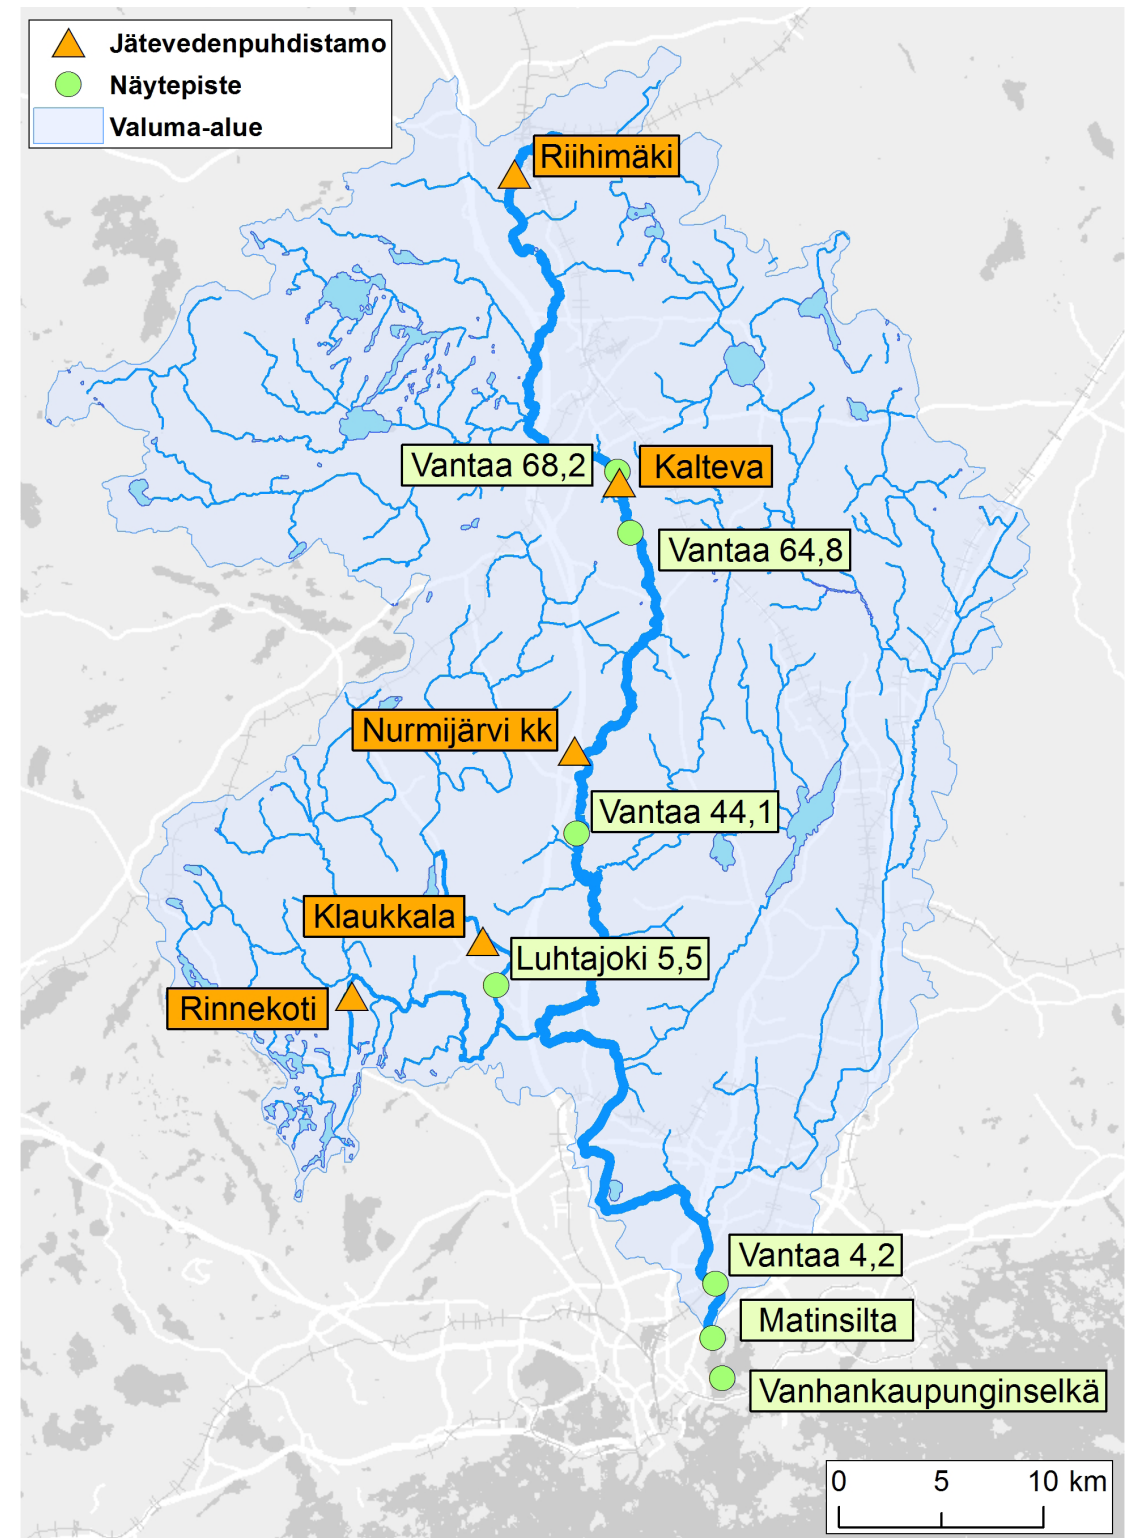 Jätevedenpuhdistamo
Näytepiste
Valuma-alue
Riihimäki
Vantaa 68,2
Kalteva
Vantaa 64,8
Nurmijärvi kk
Vantaa 44,1
Klaukkala
Luhtajoki 5,5
Rinnekoti
Vantaa 4,2
Matinsilta
Vanhankaupunginselkä
0 5 10 km